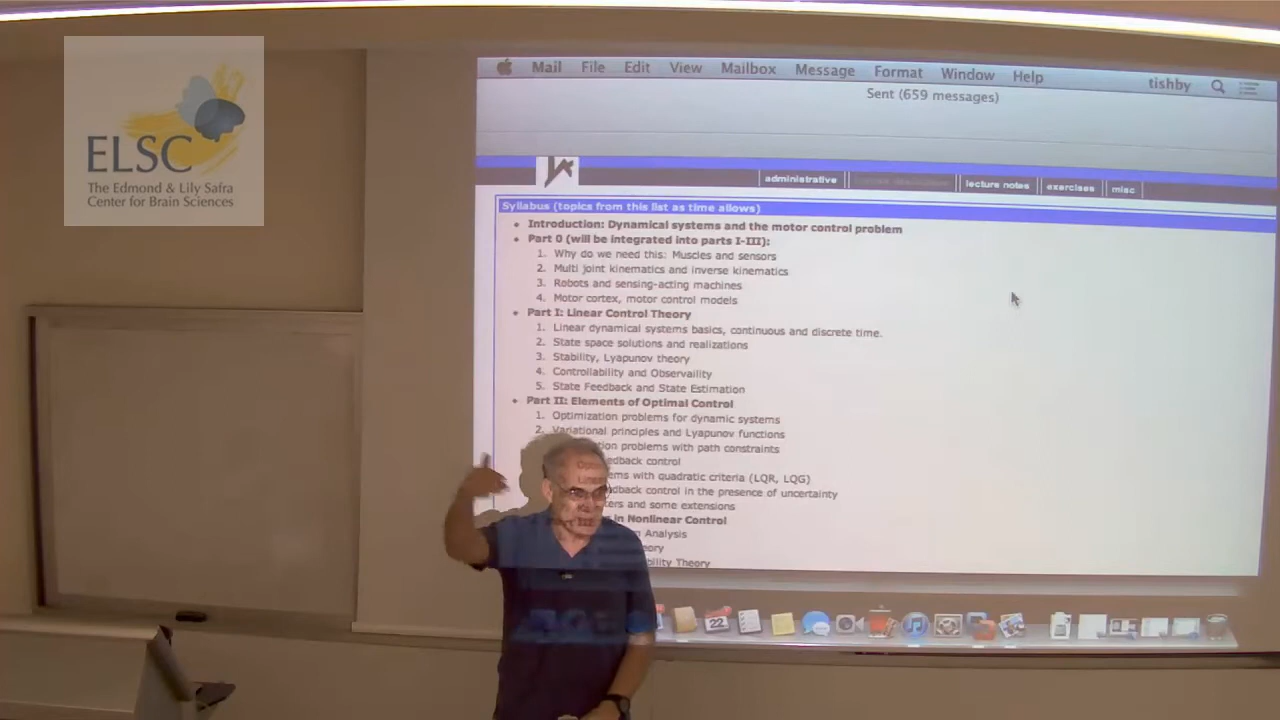 ELSC
The Edmond & Lily Safra
Center for Brain Sciences
Mail File Edit View Mailbox Message Format Window Help tishby
Sent (659 messages)
administrative lecture notes exercises misc
Syllabus (topics from this list as time allows)
• Introduction: Dynamical systems and the motor control problem
• Part 0 (will be integrated into parts I-III):
1. Why do we need this: Muscles and sensors
2. Multi joint kinematics and inverse kinematics
3. Robots and sensing-acting machines
4. Motor cortex, motor control models
• Part I: Linear Control Theory
1. Linear dynamical systems basics, continuous and discrete time.
2. State space solutions and realizations
3. Stability, Lyapunov theory
4. Controllability and Observaility
5. State Feedback and State Estimation
• Part II: Elements of Optimal Control
1. Optimization problems for dynamic systems
2. Variational principles and Lyapunov functions
problems with path constraints
control
with quadratic criteria (LQR, LQG)
control in the presence of uncertainty
and some extensions
in Nonlinear Control
Analysis
Theory
22